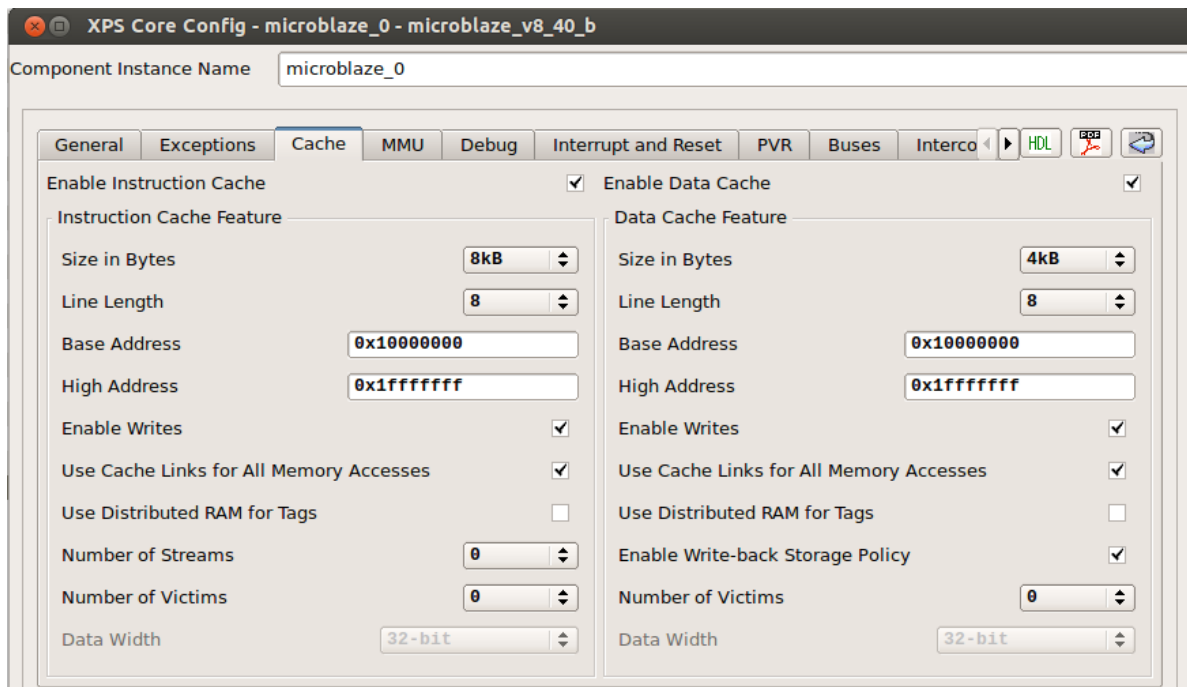 XPS Core Config - microblaze_0 - microblaze_v8_40_b
Component Instance Name microblaze_0
General Exceptions Cache MMU Debug Interrupt and Reset PVR Buses Interco HDL PDF
Enable Instruction Cache Enable Data Cache
Instruction Cache Feature Data Cache Feature
Size in Bytes 8kB Size in Bytes 4kB
Line Length 8 Line Length 8
Base Address 0x10000000 Base Address 0x10000000
High Address 0x1fffffff High Address 0x1fffffff
Enable Writes Enable Writes
Use Cache Links for All Memory Accesses Use Cache Links for All Memory Accesses
Use Distributed RAM for Tags Use Distributed RAM for Tags
Number of Streams 0 Enable Write-back Storage Policy
Number of Victims 0 Number of Victims 0
Data Width 32-bit Data Width 32-bit